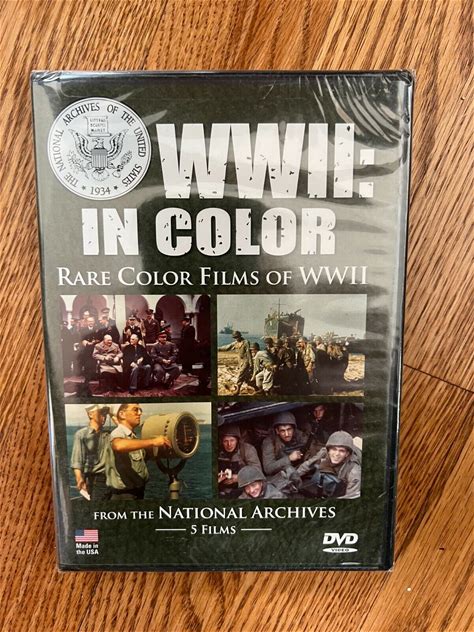 THE NATIONAL ARCHIVES OF THE UNITED STATES
1934
WWII:
IN COLOR
RARE COLOR FILMS OF WWII
FROM THE NATIONAL ARCHIVES
5 FILMS
Made in
the USA
DVD
VIDEO